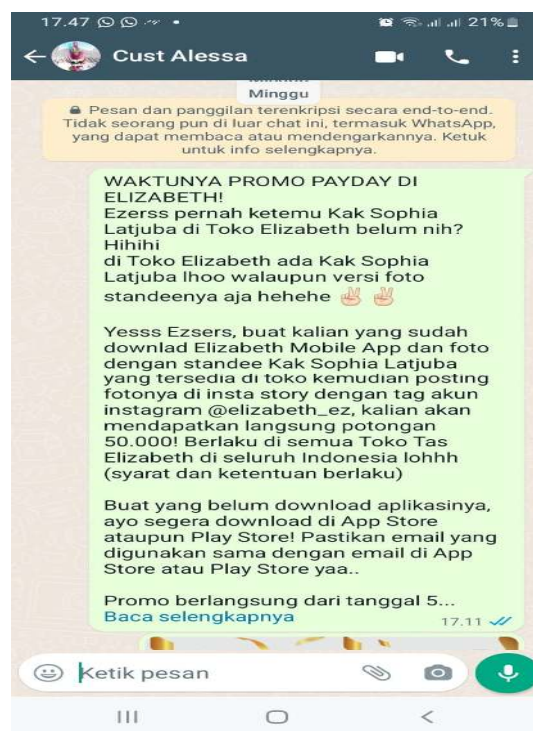 17.47
21%
Cust Alessa
Minggu
Pesan dan panggilan terenkripsi secara end-to-end.
Tidak seorang pun di luar chat ini, termasuk WhatsApp,
yang dapat membaca atau mendengarkannya. Ketuk
untuk info selengkapnya.
WAKTUNYA PROMO PAYDAY DI
ELIZABETH!
Ezerss pernah ketemu Kak Sophia
Latjuba di Toko Elizabeth belum nih?
Hihihi
di Toko Elizabeth ada Kak Sophia
Latjuba lhoo walaupun versi foto
standeenya aja hehehe ✌🏻 ✌🏻
Yesss Ezsers, buat kalian yang sudah
downlad Elizabeth Mobile App dan foto
dengan standee Kak Sophia Latjuba
yang tersedia di toko kemudian posting
fotonya di insta story dengan tag akun
instagram @elizabeth_ez, kalian akan
mendapatkan langsung potongan
50.000! Berlaku di semua Toko Tas
Elizabeth di seluruh Indonesia lohhh
(syarat dan ketentuan berlaku)
Buat yang belum download aplikasinya,
ayo segera download di App Store
ataupun Play Store! Pastikan email yang
digunakan sama dengan email di App
Store atau Play Store yaa..
Promo berlangsung dari tanggal 5...
Baca selengkapnya
17.11
Ketik pesan